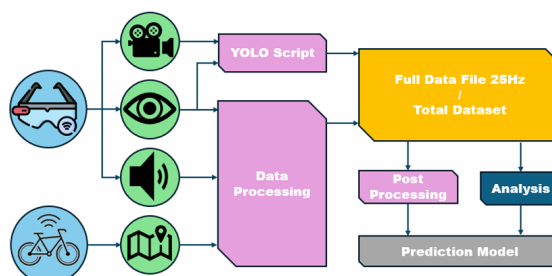 YOLO Script
Full Data File 25Hz
/
Total Dataset
Data
Processing
Post
Processing
Analysis
Prediction Model